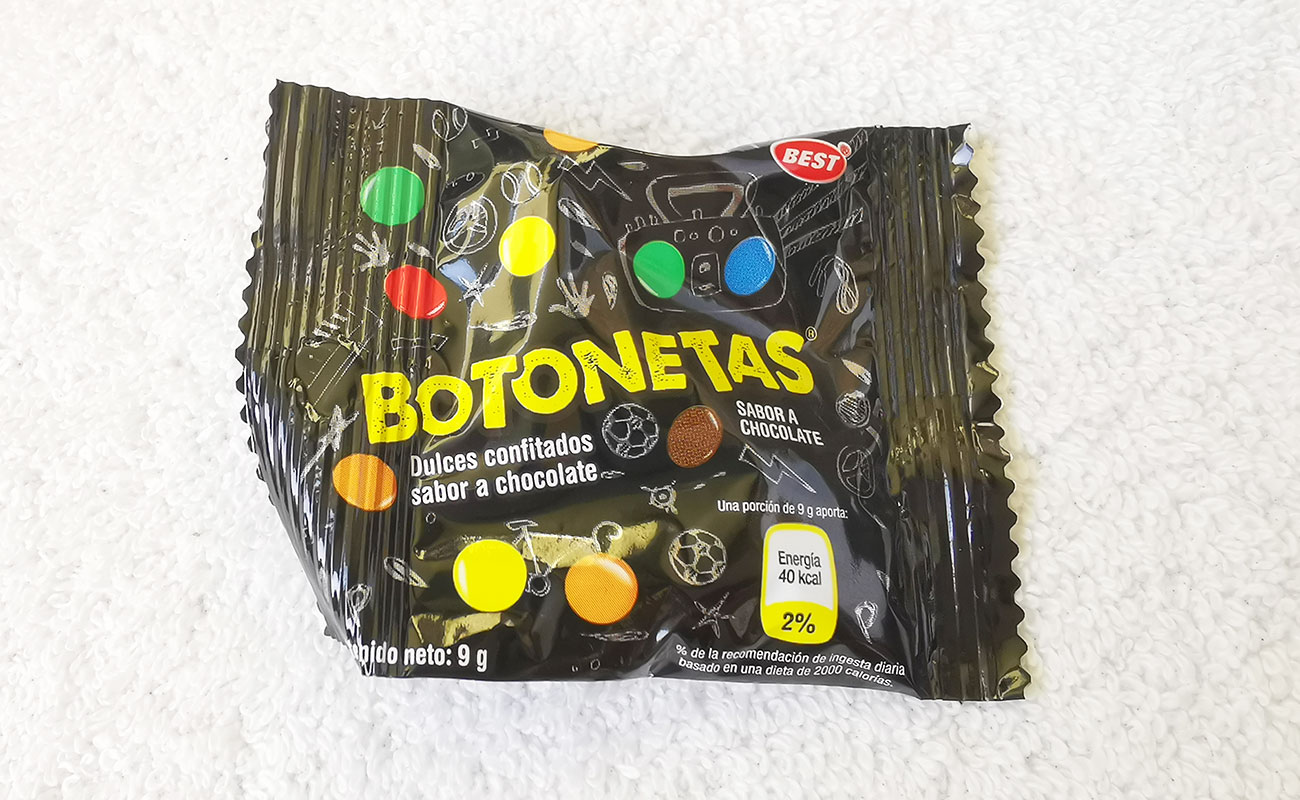 BEST
BOTONETAS®
SABOR A
CHOCOLATE
Dulces confitados
sabor a chocolate
Una porción de 9 g aporta:
Energía
40 kcal
2%
neto: 9 g
% de la recomendación de ingesta diaria
basado en una dieta de 2000 calorías.